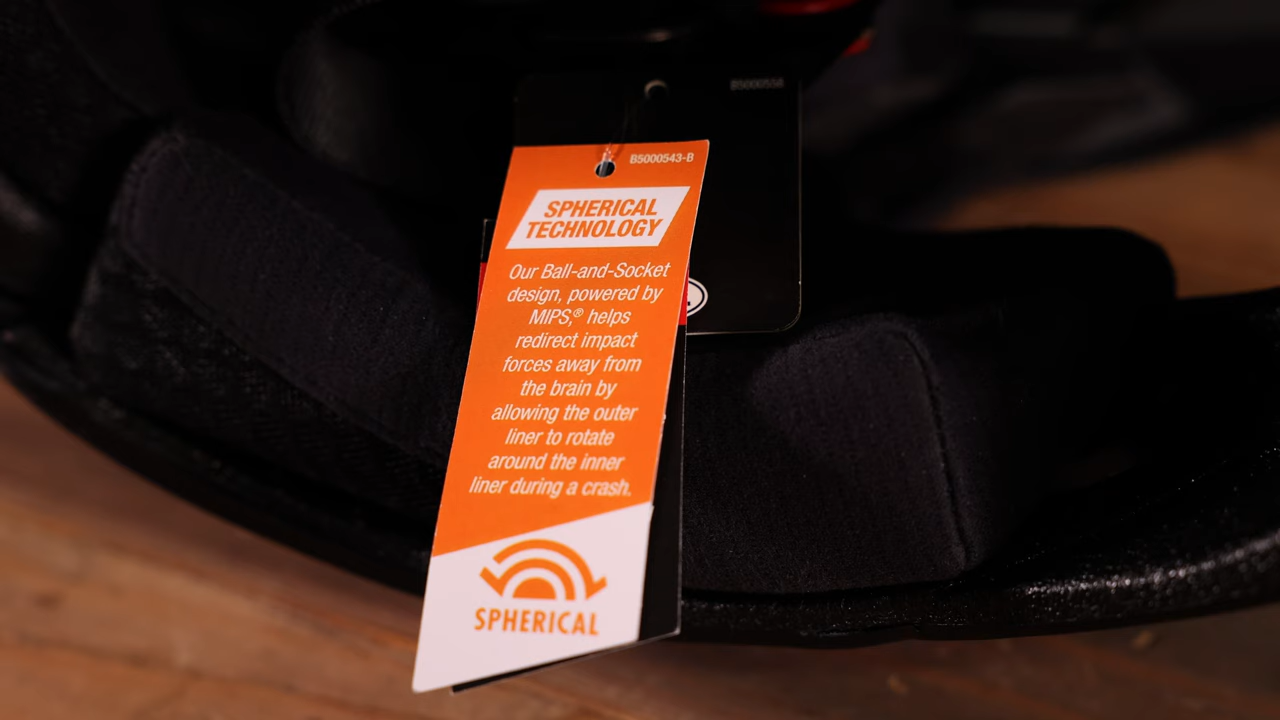 B5000543-B
SPHERICAL
TECHNOLOGY
Our Ball-and-Socket
design, powered by
MIPS,® helps
redirect impact
forces away from
the brain by
allowing the outer
liner to rotate
around the inner
liner during a crash.
SPHERICAL